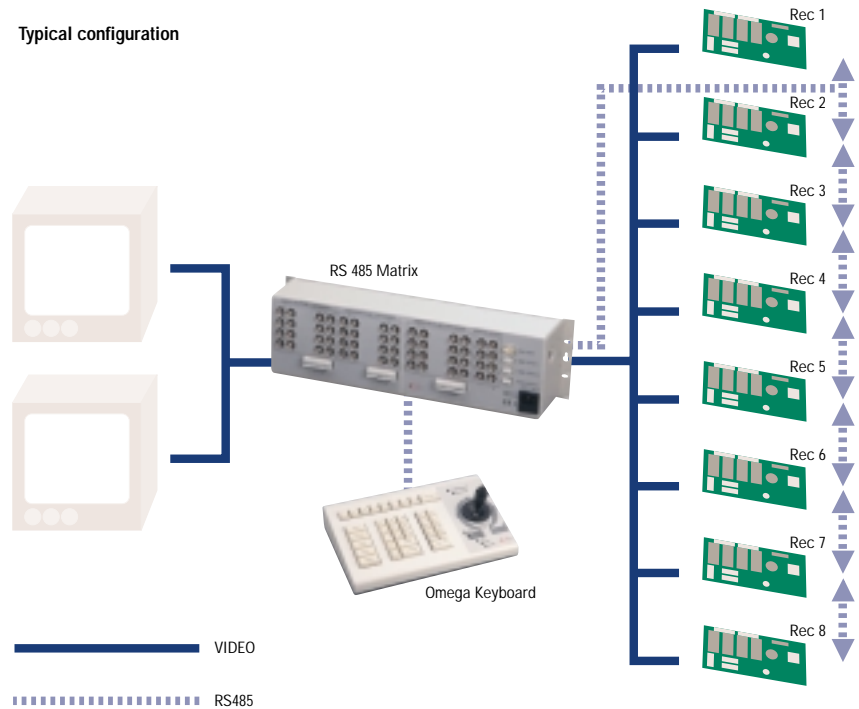 Typical configuration
Rec 1
Rec 2
Rec 3
RS 485 Matrix
Rec 4
Rec 5
Rec 6
Rec 7
Omega Keyboard
Rec 8
VIDEO
RS485